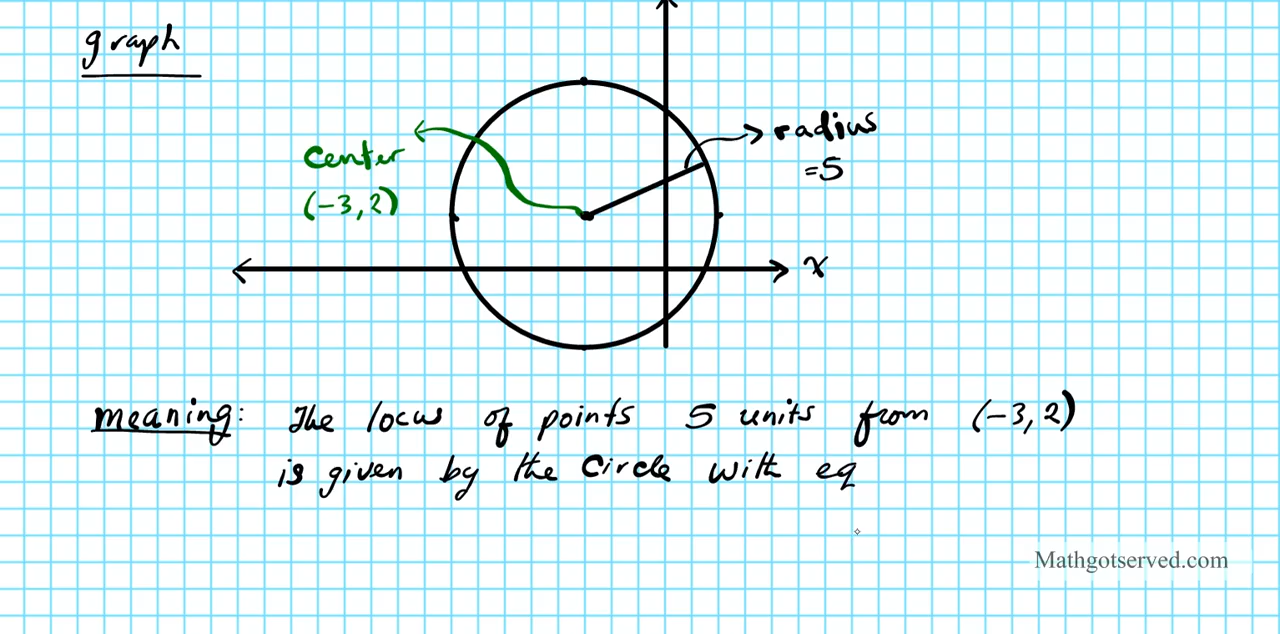 graph
radius
=5
Center
(-3,2)
x
meaning: The locus of points 5 units from (-3,2)
is given by the Circle with eq
Mathgotserved.com